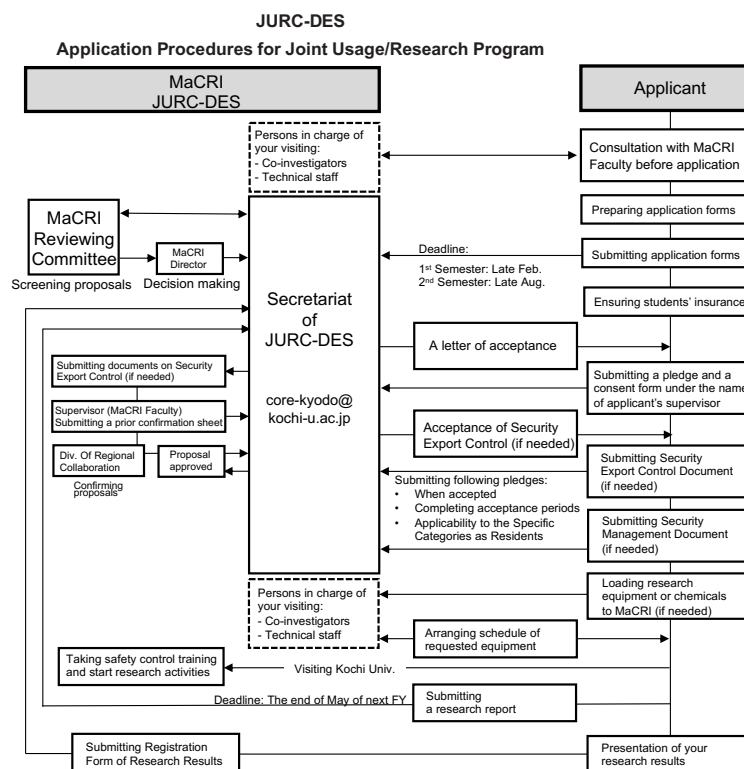 JURC-DES
Application Procedures for Joint Usage/Research Program
MaCRI
JURC-DES
Applicant
Persons in charge of
your visiting:
- Co-investigators
- Technical staff
Consultation with MaCRI
Faculty before application
MaCRI
Reviewing
Committee
Screening proposals
MaCRI
Director
Decision making
Preparing application forms
Deadline:
1st Semester: Late Feb.
2nd Semester: Late Aug.
Submitting application forms
Ensuring students' insurance
Secretariat
of
JURC-DES
core-kyodo@
kochi-u.ac.jp
A letter of acceptance
Submitting documents on Security
Export Control (if needed)
Submitting a pledge and a
consent form under the name
of applicant's supervisor
Supervisor (MaCRI Faculty)
Submitting a prior confirmation sheet
Acceptance of Security
Export Control (if needed)
Div. Of Regional
Collaboration
Confirming
proposals
Proposal
approved
Submitting Security
Export Control Document
(if needed)
Submitting following pledges:
• When accepted
• Completing acceptance periods
• Applicability to the Specific
Categories as Residents
Submitting Security
Management Document
(if needed)
Persons in charge of
your visiting:
- Co-investigators
- Technical staff
Loading research
equipment or chemicals
to MaCRI (if needed)
Arranging schedule of
requested equipment
Taking safety control training
and start research activities
Visiting Kochi Univ.
Deadline: The end of May of next FY
Submitting
a research report
Submitting Registration
Form of Research Results
Presentation of your
research results